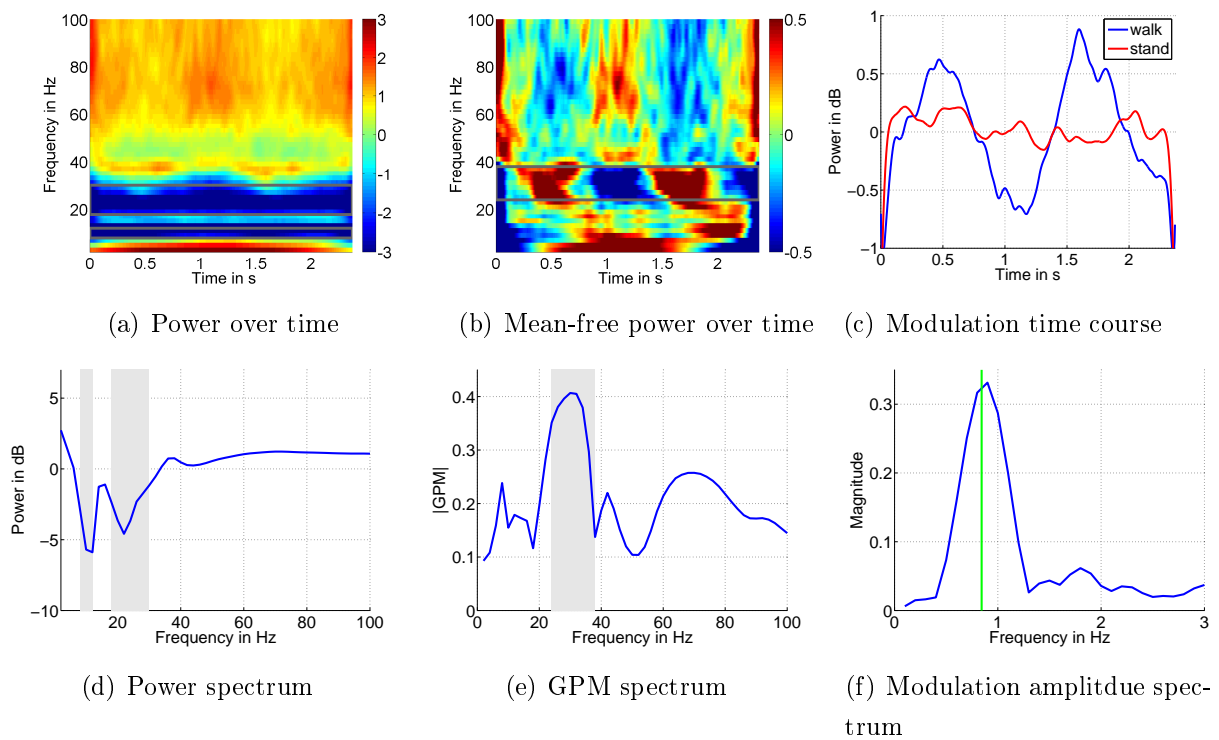 100
80
60
40
20
Frequency in Hz
0 0.5 1 1.5 2
Time in s
3
2
1
0
−1
−2
−3
(a) Power over time
100
80
60
40
20
Frequency in Hz
0 0.5 1 1.5 2
Time in s
0.5
0
-0.5
(b) Mean-free power over time
1
0.5
0
−0.5
−1
Power in dB
0 0.5 1 1.5 2
Time in s
walk
stand
(c) Modulation time course
5
0
−5
−10
Power in dB
20 40 60 80 100
Frequency in Hz
(d) Power spectrum
0.4
0.3
0.2
0.1
0
|GPM|
0 20 40 60 80 100
Frequency in Hz
(e) GPM spectrum
0.3
0.2
0.1
0
Magnitude
0 1 2 3
Frequency in Hz
(f) Modulation amplitdue spec-
trum